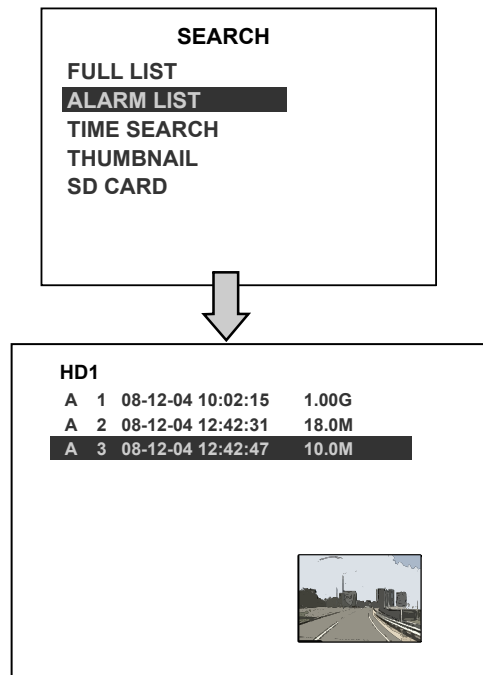 SEARCH
FULL LIST
ALARM LIST
TIME SEARCH
THUMBNAIL
SD CARD
HD1
A 1 08-12-04 10:02:15 1.00G
A 2 08-12-04 12:42:31 18.0M
A 3 08-12-04 12:42:47 10.0M